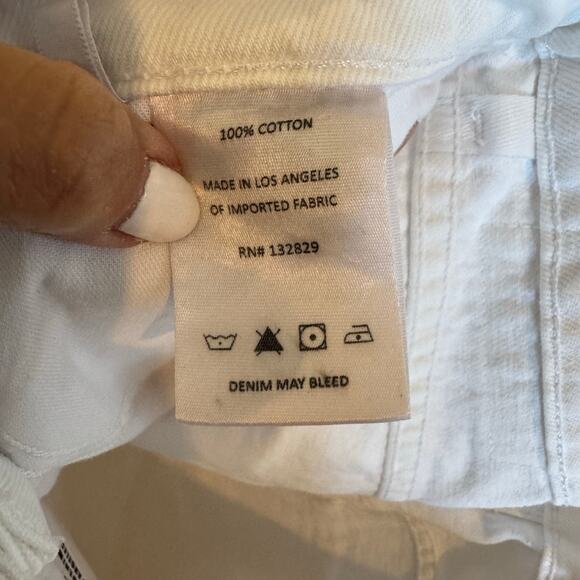 100% COTTON
MADE IN LOS ANGELES
OF IMPORTED FABRIC
RN# 132829
DENIM MAY BLEED